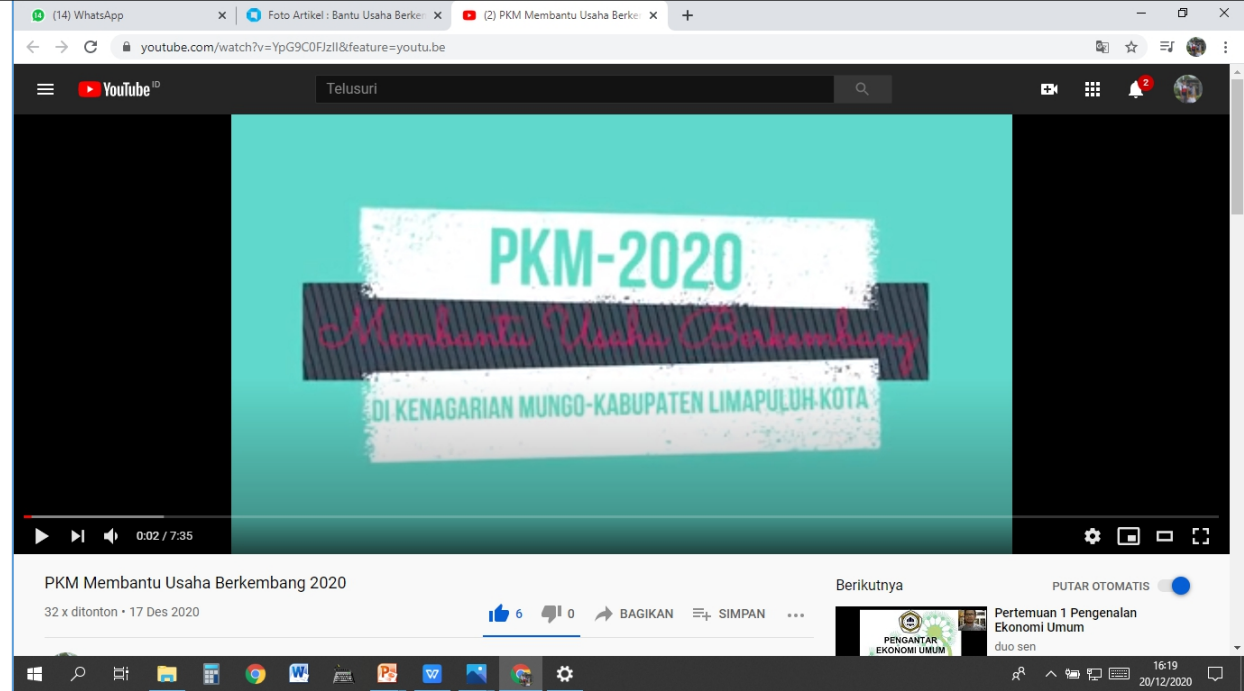 (14) WhatsApp
Foto Artikel : Bantu Usaha Berke
(2) PKM Membantu Usaha Berke
youtube.com/watch?v=YpG9C0FJzII&feature=youtu.be
YouTube ID
Telusuri
2
PKM-2020
Membantu Usaha Berkembang
DI KENAGARIAN MUNGO-KABUPATEN LIMAPULUH KOTA
0:02 / 7:35
PKM Membantu Usaha Berkembang 2020
32 x ditonton • 17 Des 2020
6
0
BAGIKAN
SIMPAN
Berikutnya
PUTAR OTOMATIS
PENGANTAR
EKONOMI UMUM
Pertemuan 1 Pengenalan
Ekonomi Umum
duo sen
16:19
20/12/2020